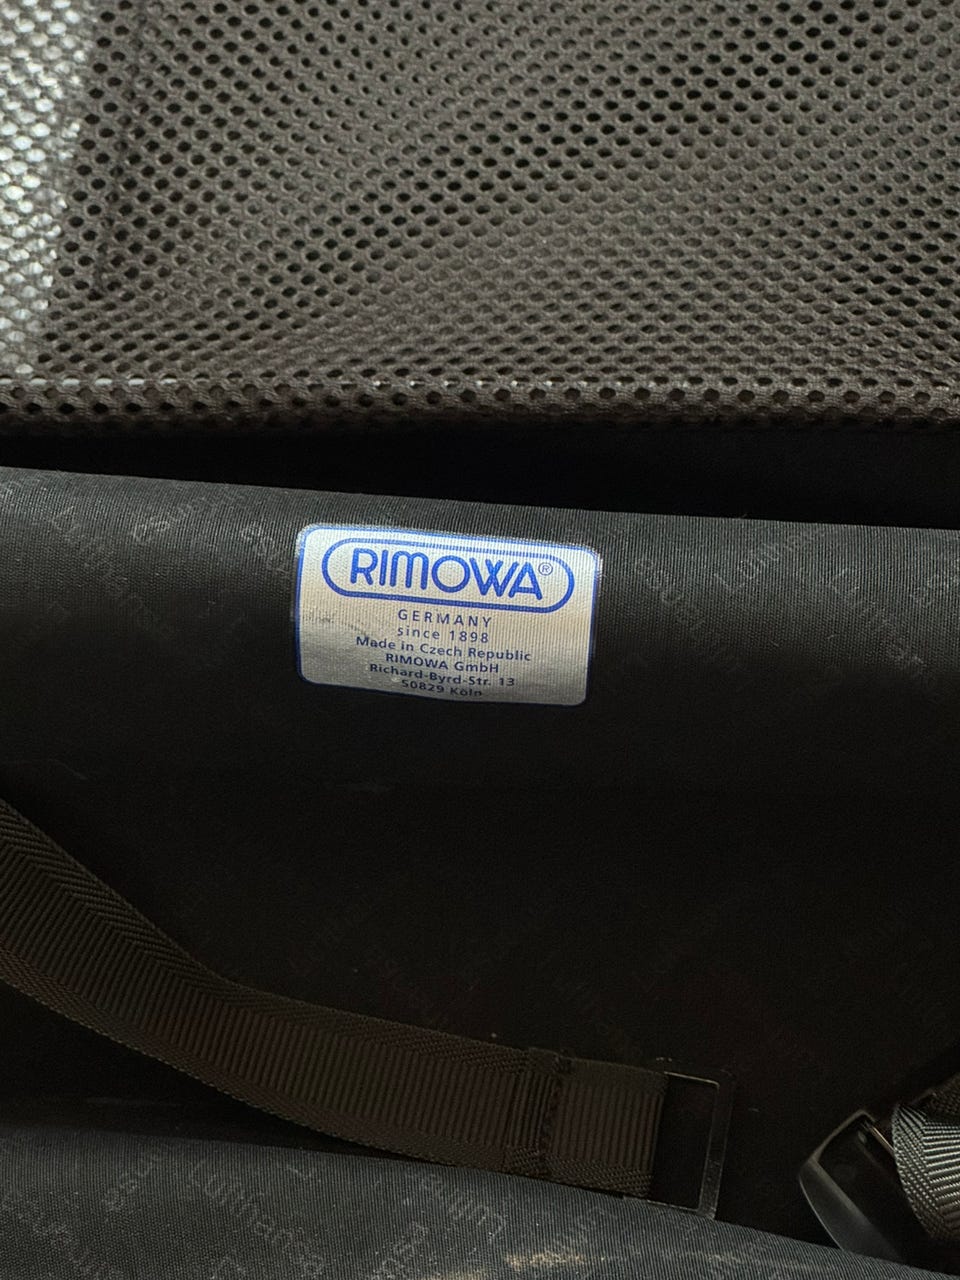 RIMOWA®
GERMANY
since 1898
Made in Czech Republic
RIMOWA GmbH
Richard-Byrd-Str. 13
50829 Köln